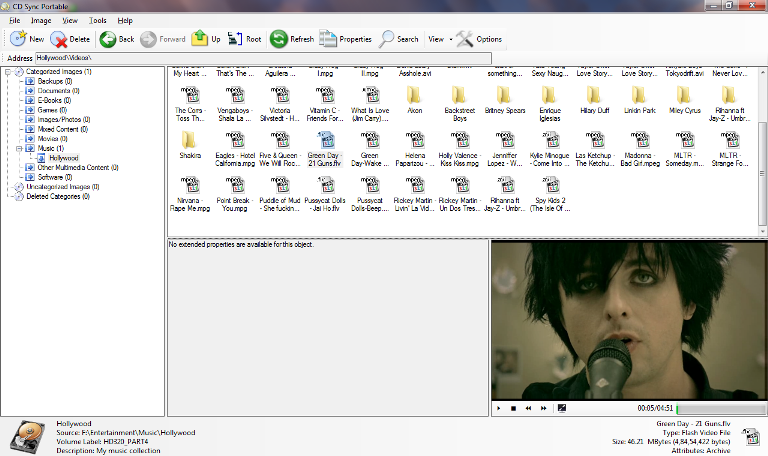 CD Sync Portable
File Image View Tools Help
New Delete Back Forward Up Root Refresh Properties Search View Options
Address Hollywood\Videos\
Categorized Images (1)
Backups (0)
Documents (0)
E-Books (0)
Games (0)
Images/Photos (0)
Mixed Content (0)
Movies (0)
Music (1)
Hollywood
Other Multimedia Content (0)
Software (0)
Uncategorized Images (0)
Deleted Categories (0)
My Heart ... That's The ... Aguilera ... I.mpg II.mpg Asshole.avi something... Sexy Naug... Love Story... Love Story... Tokyodrift.avi Never Lov...
The Corrs - Vengaboys - Victoria Vitamin C - What Is Love Akon Backstreet Britney Spears Enrique Hilary Duff Linkin Park Miley Cyrus Rihanna ft
Toss Th... Shala La ... Silvstedt - H... Friends For... (Jim Carry)... Boys Iglesias Jay-Z - Umbr...
Shakira Eagles - Hotel Five & Queen Green Day - Green Helena Holly Valence - Jennifer Kylie Minogue Las Ketchup - Madonna - MLTR - MLTR -
California.mpg - We Will Roc... 21 Guns.flv Day-Wake ... Paparizou - ... Kiss Kiss.mpg Lopez - W... - Come Into ... The Ketche... Bad Girl.mpeg Someday.m... Strange Fo...
Nirvana - Point Break - Puddle of Mud Pussycat Dolls Pussycat Rickey Martin - Rickey Martin - Rihanna ft Spy Kids 2
Rape Me.mpg You.mpg - She fuckin... - Jai Ho.flv Dolls-Beep.... Livin' La Vid... Un Dos Tres... Jay-Z - Umbr... (The Isle Of ...
No extended properties are available for this object.
00:05/04:51
Hollywood
Source: F:\Entertainment\Music\Hollywood
Volume Label: HD320_PART4
Description: My music collection
Green Day - 21 Guns.flv
Type: Flash Video File
Size: 46.21 MBytes (4,84,54,422 bytes)
Attributes: Archive